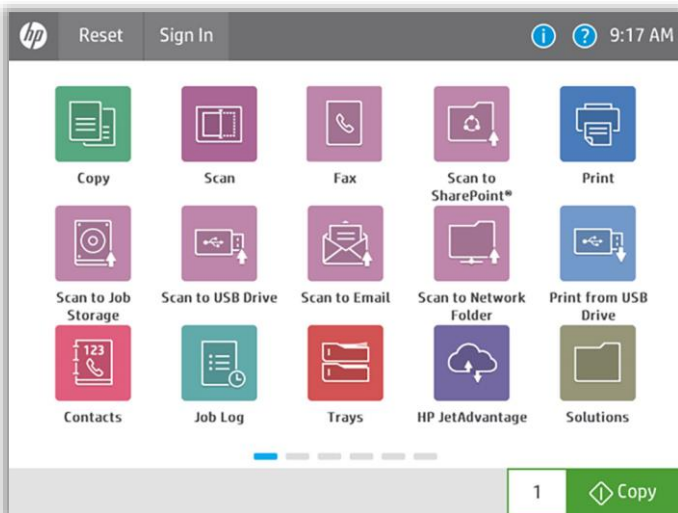 hp Reset Sign In i ? 9:17 AM
Copy Scan Fax Scan to SharePoint® Print
Scan to Job Storage Scan to USB Drive Scan to Email Scan to Network Folder Print from USB Drive
123
Contacts Job Log Trays HP JetAdvantage Solutions
1 Copy